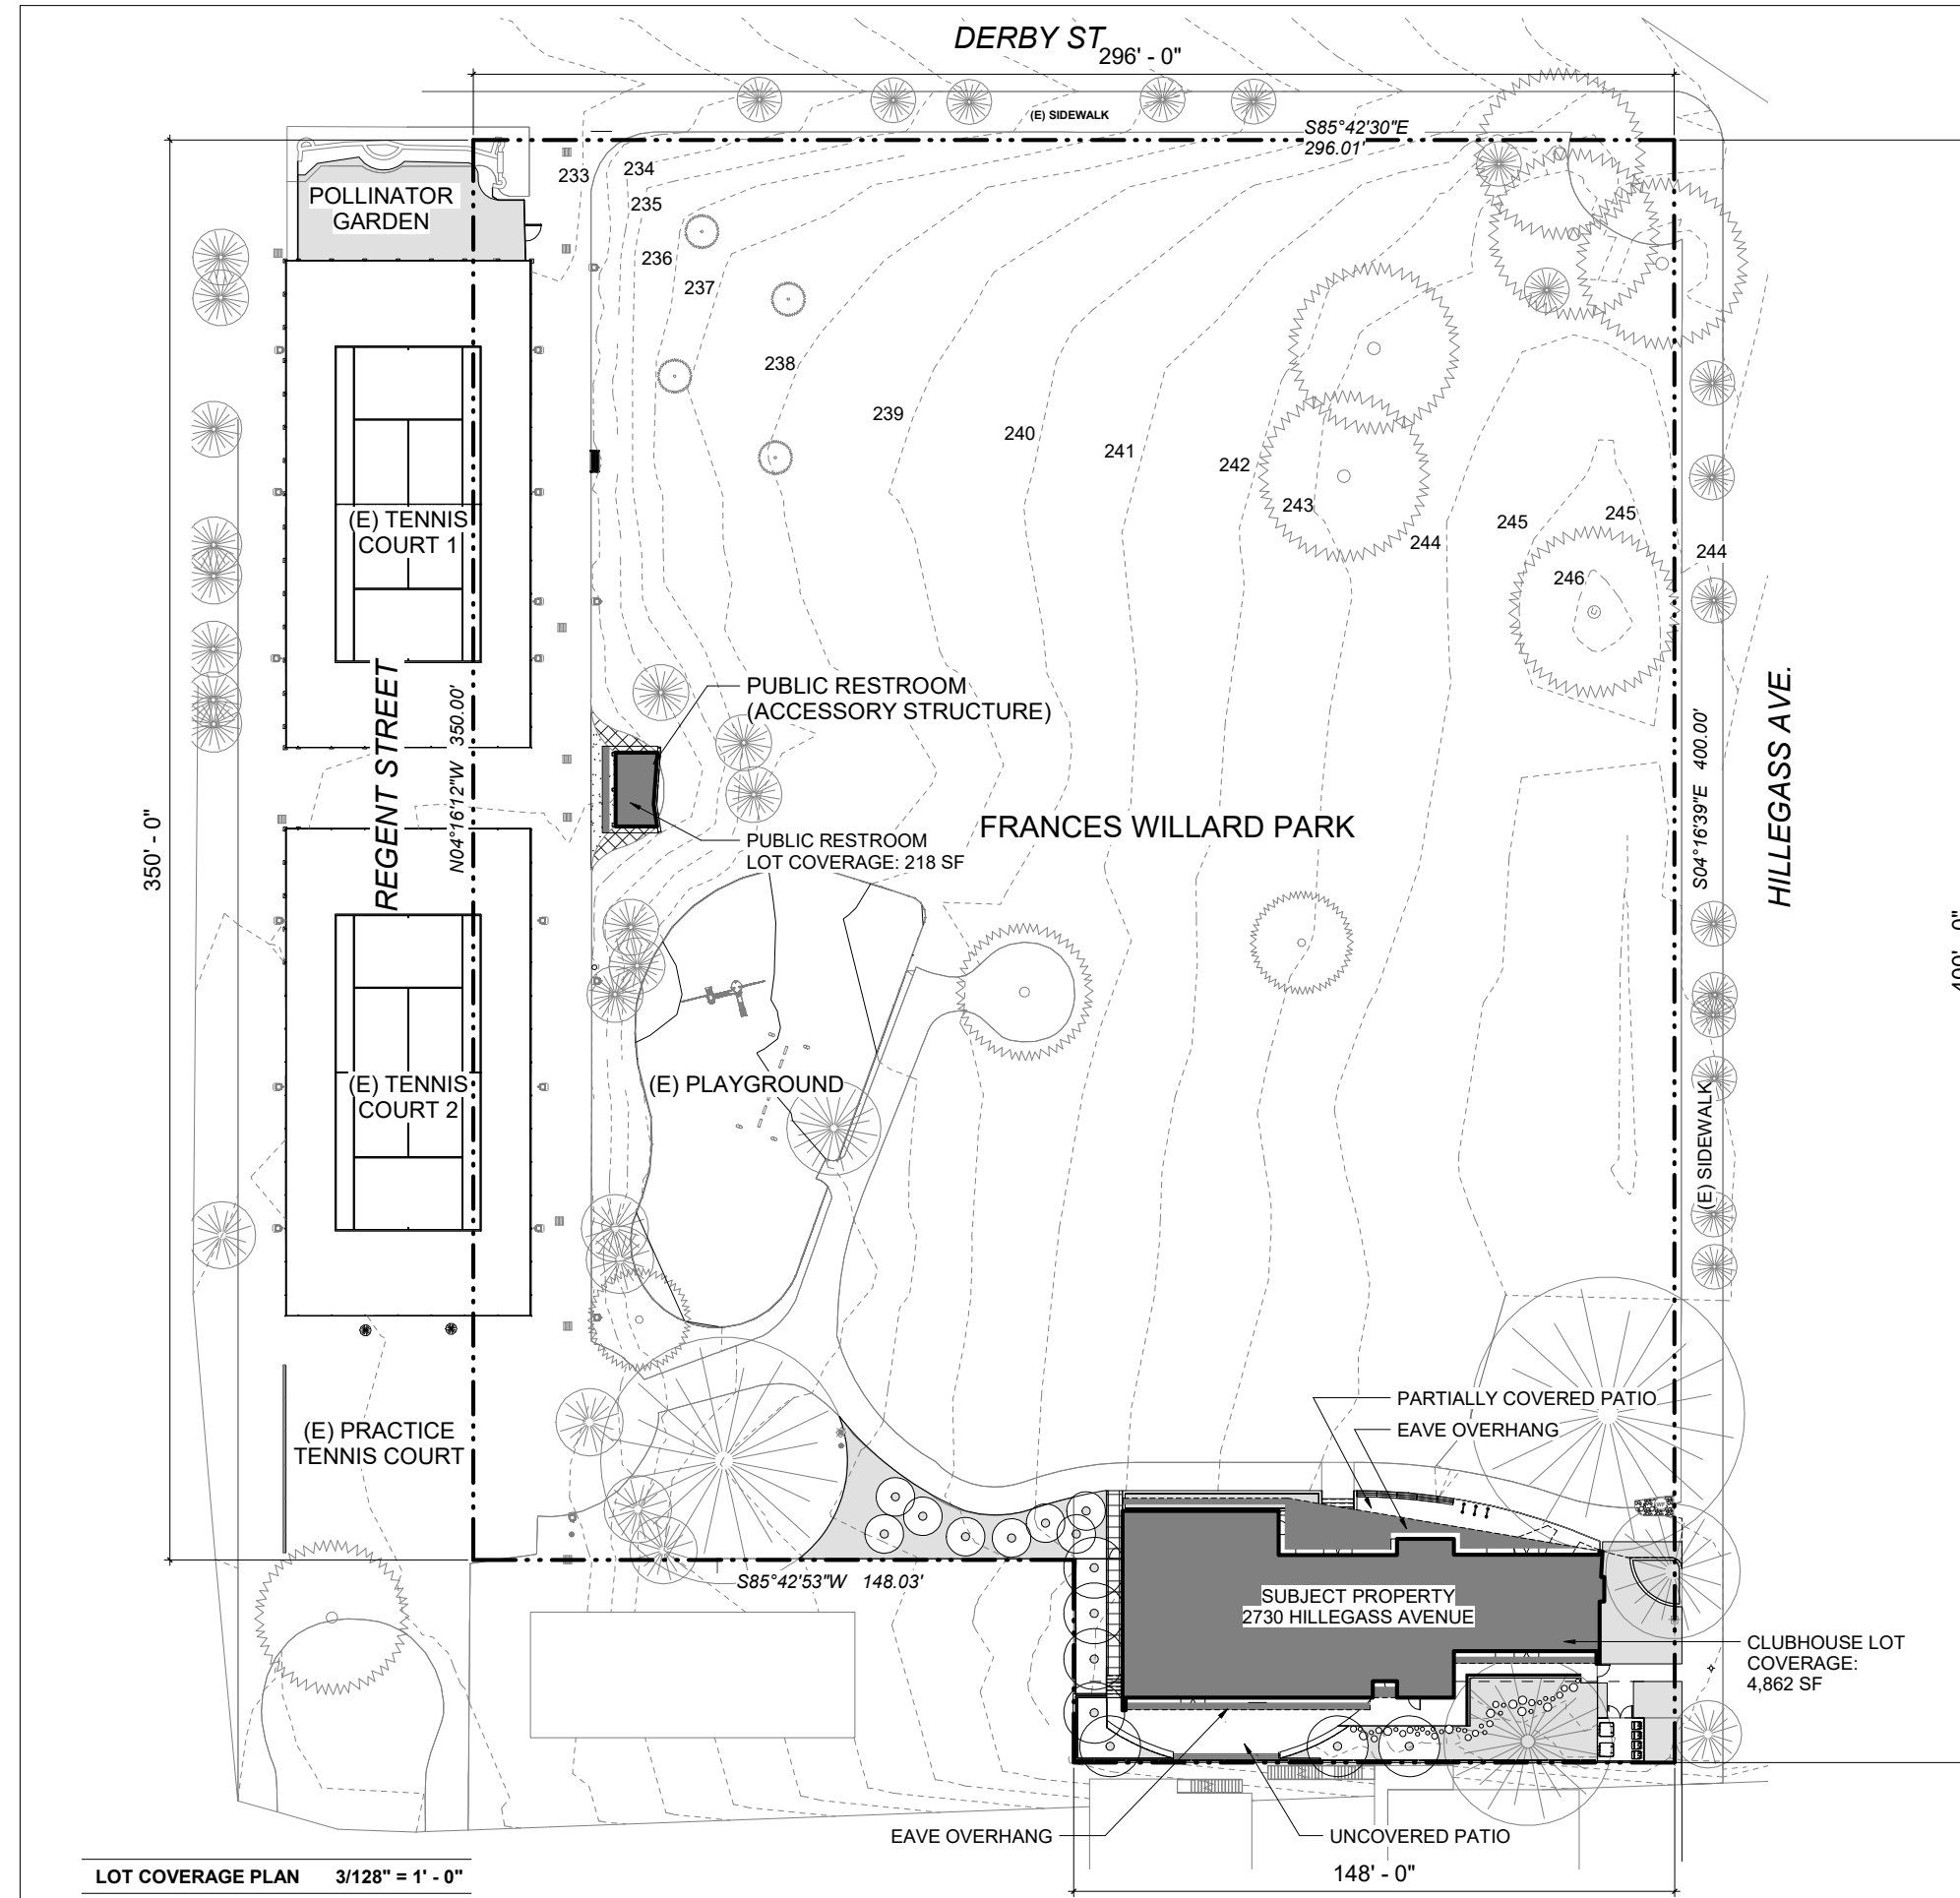 DERBY ST
296' - 0"
(E) SIDEWALK
S85°42'30"E
296.01'
POLLINATOR
GARDEN
233
234
235
236
237
238
239
240
241
242
243
244
245
245
244
246
(E) TENNIS
COURT 1
REGENT STREET
N04°16'12"W 350.00'
350' - 0"
PUBLIC RESTROOM
(ACCESSORY STRUCTURE)
PUBLIC RESTROOM
LOT COVERAGE: 218 SF
FRANCES WILLARD PARK
S04°16'39"E 400.00'
HILLEGASS AVE.
400' - 0"
(E) TENNIS
COURT 2
(E) PLAYGROUND
(E) SIDEWALK
PARTIALLY COVERED PATIO
EAVE OVERHANG
(E) PRACTICE
TENNIS COURT
S85°42'53"W 148.03'
SUBJECT PROPERTY
2730 HILLEGASS AVENUE
CLUBHOUSE LOT
COVERAGE:
4,862 SF
EAVE OVERHANG
UNCOVERED PATIO
148' - 0"
LOT COVERAGE PLAN 3/128" = 1' - 0"